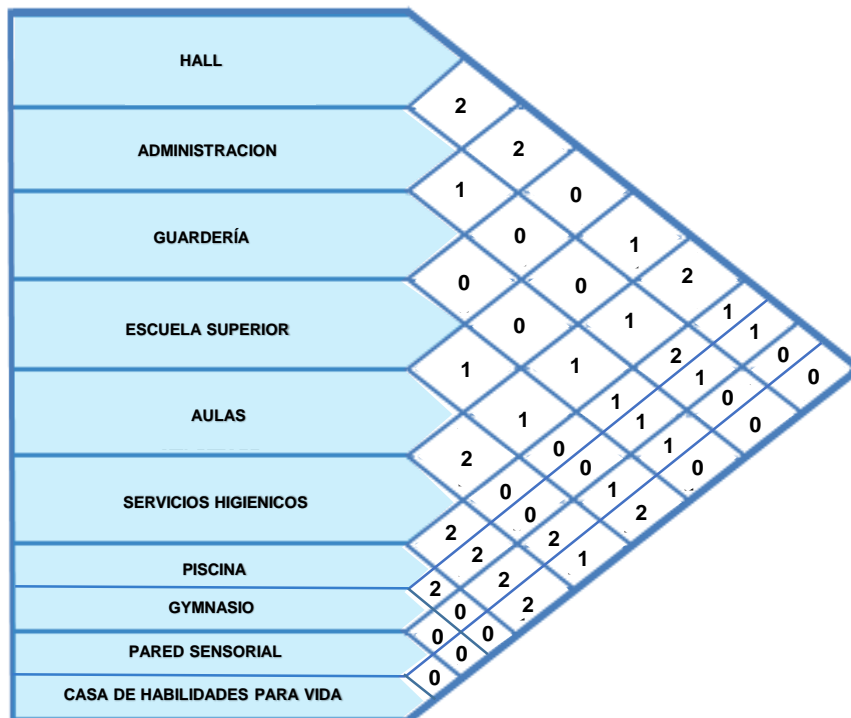 HALL
2
ADMINISTRACION 2
1 0
GUARDERÍA 0 1
0 0 2
ESCUELA SUPERIOR 0 1 1 1
1 1 2 1 0 0
AULAS 1 1 1 0 0
2 0 0 1 0
SERVICIOS HIGIENICOS 0 0 1 2
2 2 2 1
PISCINA
2 2 2
GYMNASIO 0
0 0
PARED SENSORIAL 0
0
CASA DE HABILIDADES PARA VIDA